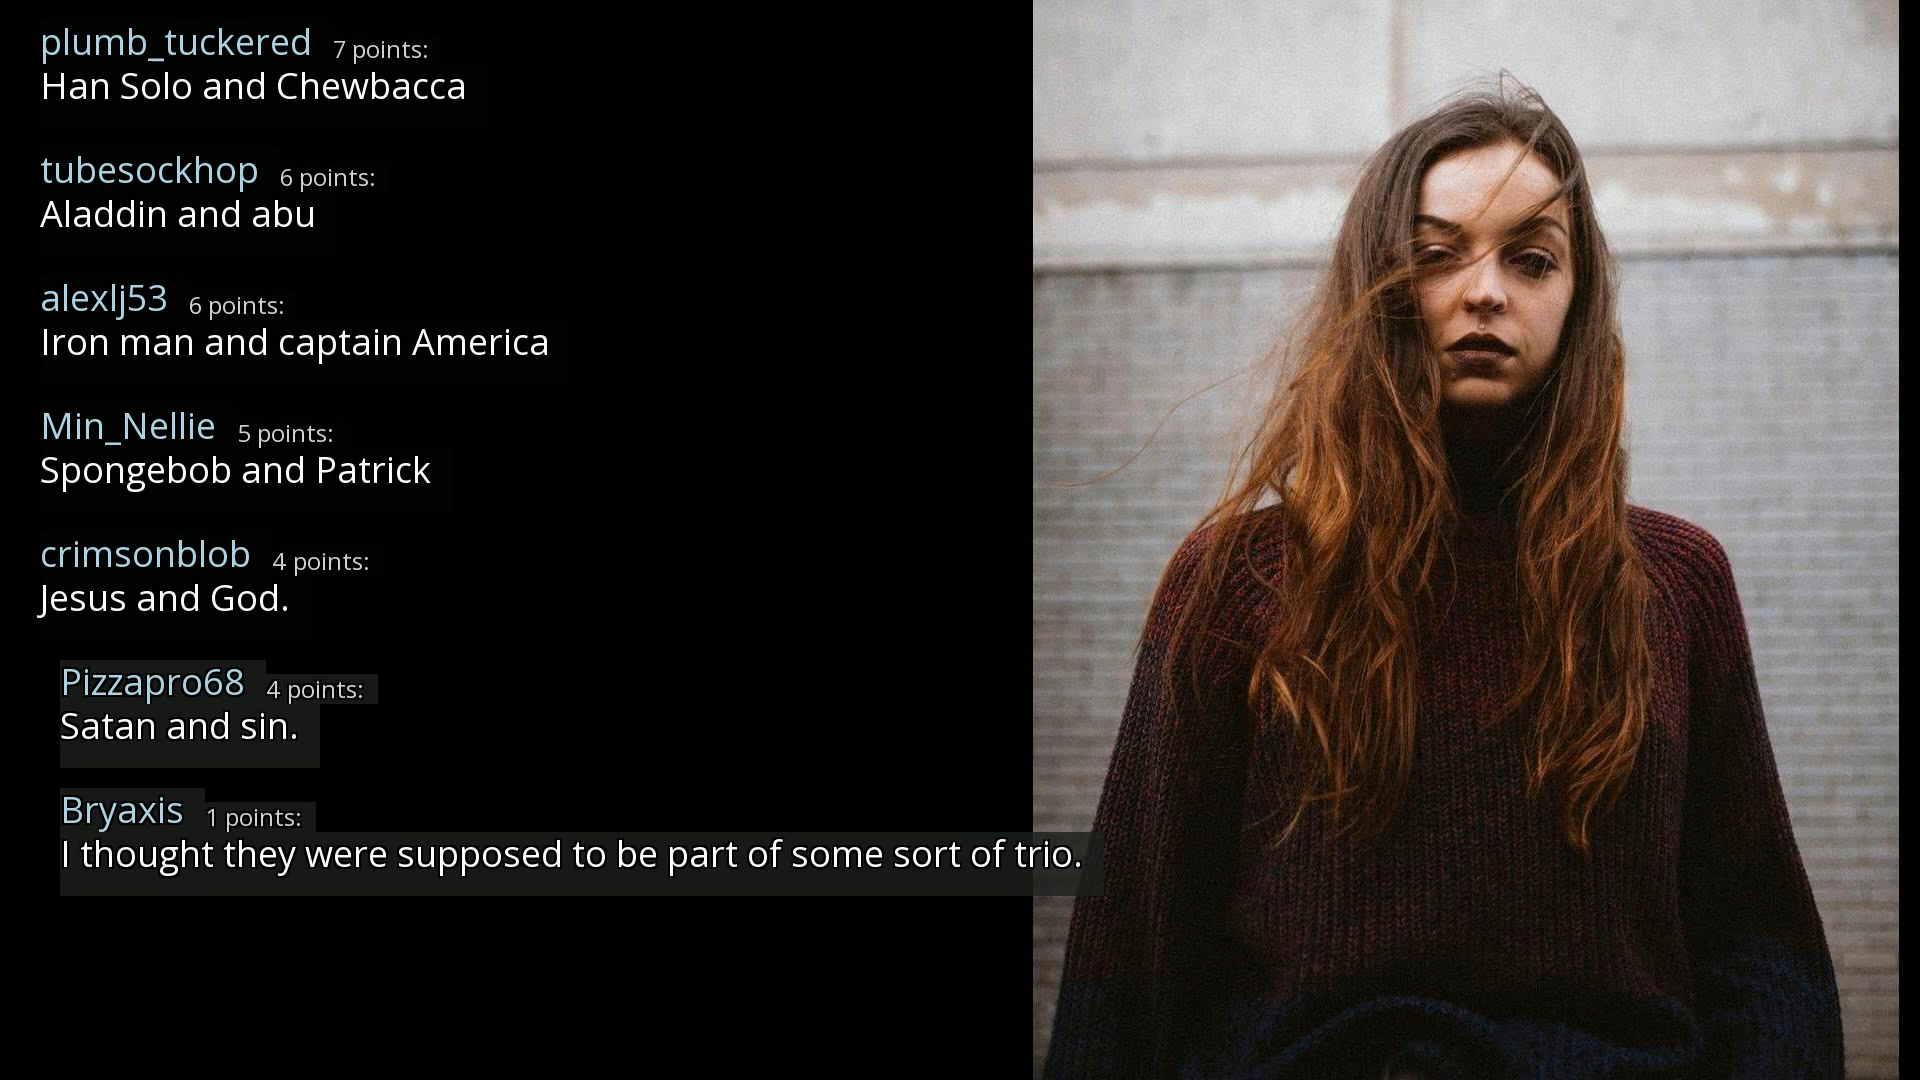 plumb_tuckered 7 points:
Han Solo and Chewbacca
tubesockhop 6 points:
Aladdin and abu
alexlj53 6 points:
Iron man and captain America
Min_Nellie 5 points:
Spongebob and Patrick
crimsonblob 4 points:
Jesus and God.
Pizzapro68 4 points:
Satan and sin.
Bryaxis 1 points:
I thought they were supposed to be part of some sort of trio.